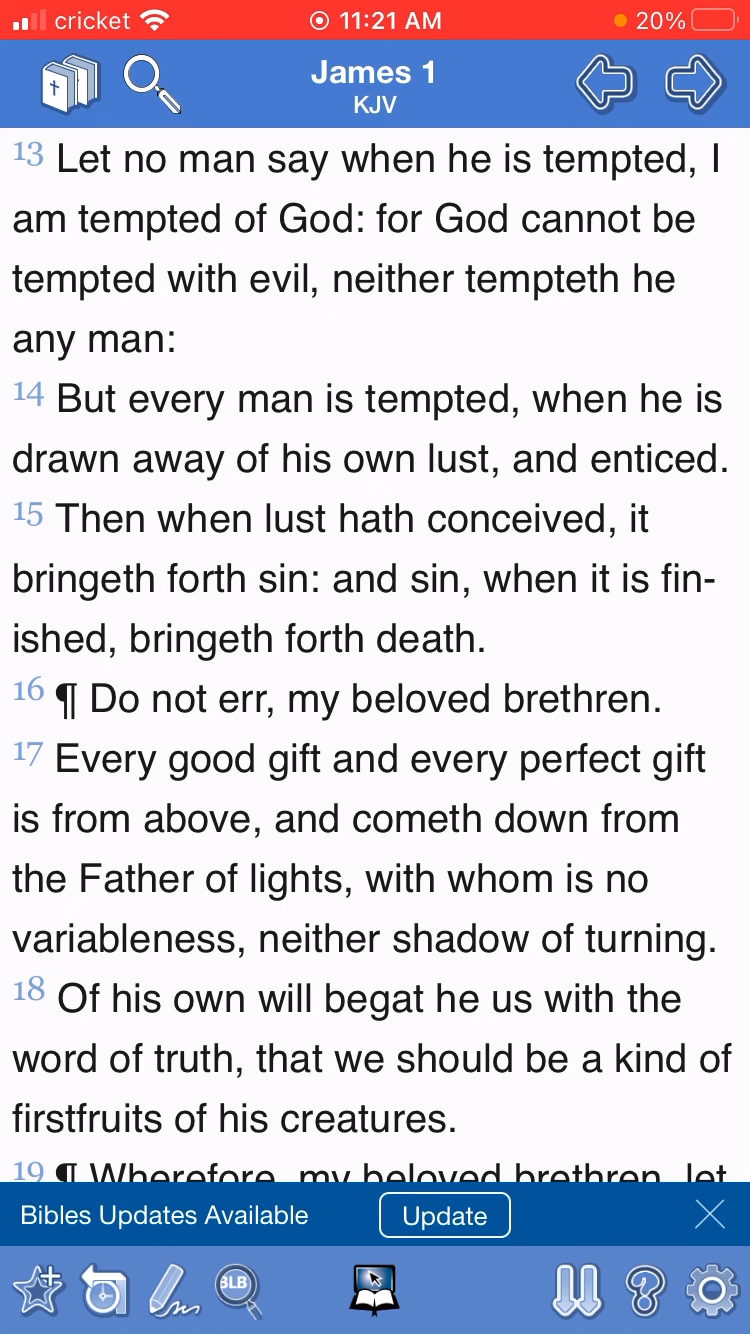 cricket 11:21 AM 20%
James 1
KJV
13 Let no man say when he is tempted, I
am tempted of God: for God cannot be
tempted with evil, neither tempteth he
any man:
14 But every man is tempted, when he is
drawn away of his own lust, and enticed.
15 Then when lust hath conceived, it
bringeth forth sin: and sin, when it is fin-
ished, bringeth forth death.
16 ¶ Do not err, my beloved brethren.
17 Every good gift and every perfect gift
is from above, and cometh down from
the Father of lights, with whom is no
variableness, neither shadow of turning.
18 Of his own will begat he us with the
word of truth, that we should be a kind of
firstfruits of his creatures.
19 ¶ Wherefore, my beloved brethren, let
Bibles Updates Available Update
BLB